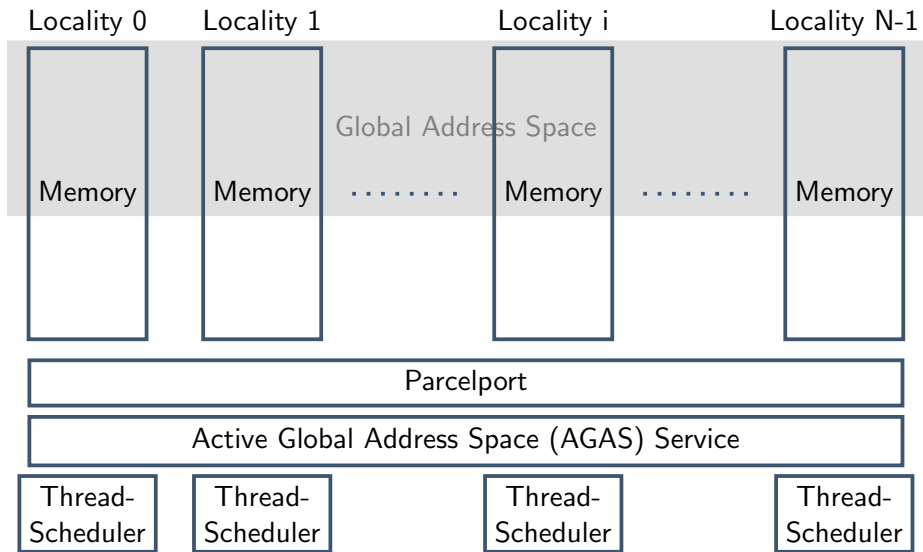 Locality 0
Locality 1
Locality i
Locality N-1
Global Address Space
Memory
Memory
Memory
Memory
Parcelport
Active Global Address Space (AGAS) Service
Thread-
Scheduler
Thread-
Scheduler
Thread-
Scheduler
Thread-
Scheduler